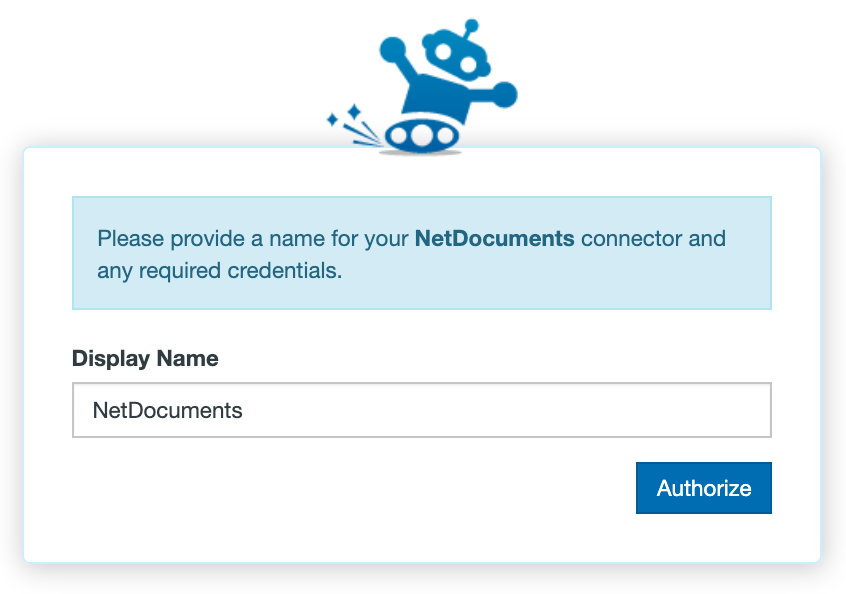 Please provide a name for your NetDocuments connector and
any required credentials.
Display Name
NetDocuments
Authorize